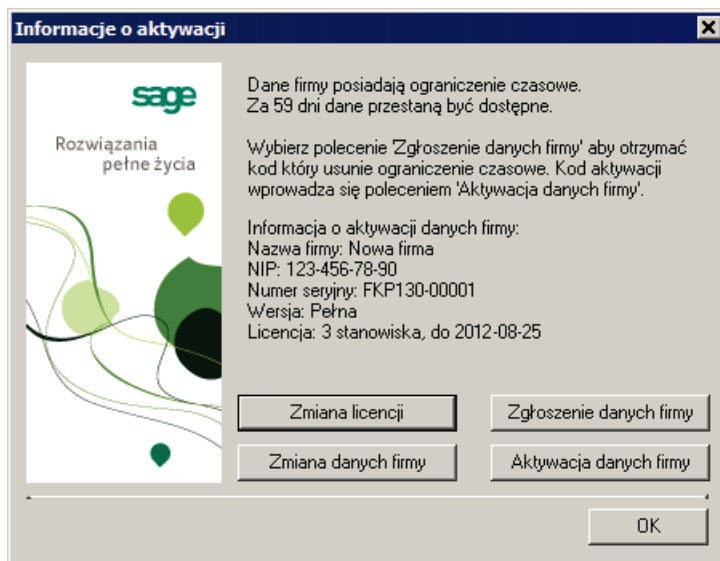 Informacje o aktywacji
sage
Rozwiązania
pełne życia
Dane firmy posiadają ograniczenie czasowe.
Za 59 dni dane przestaną być dostępne.
Wybierz polecenie 'Zgłoszenie danych firmy' aby otrzymać
kod który usunie ograniczenie czasowe. Kod aktywacji
wprowadza się poleceniem 'Aktywacja danych firmy'.
Informacja o aktywacji danych firmy:
Nazwa firmy: Nowa firma
NIP: 123-456-78-90
Numer seryjny: FKP130-00001
Wersja: Pełna
Licencja: 3 stanowiska, do 2012-08-25
Zmiana licencji
Zgłoszenie danych firmy
Zmiana danych firmy
Aktywacja danych firmy
OK